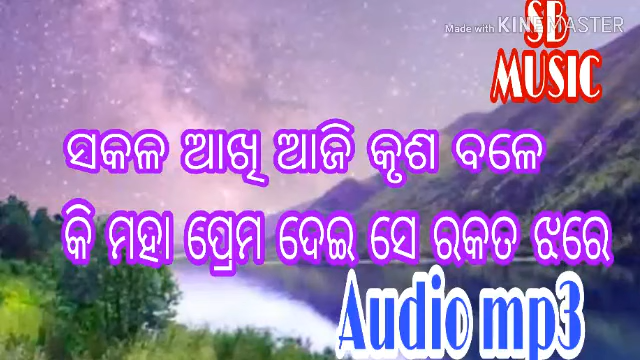 Made with KINEMASTER
SB
MUSIC
ସକଳ ଆଖି ଆଜି କୃଶ ବଳେ
କି ମହା ପ୍ରେମ ଦେଇ ସେ ରକତ ଝରେ
Audio mp3